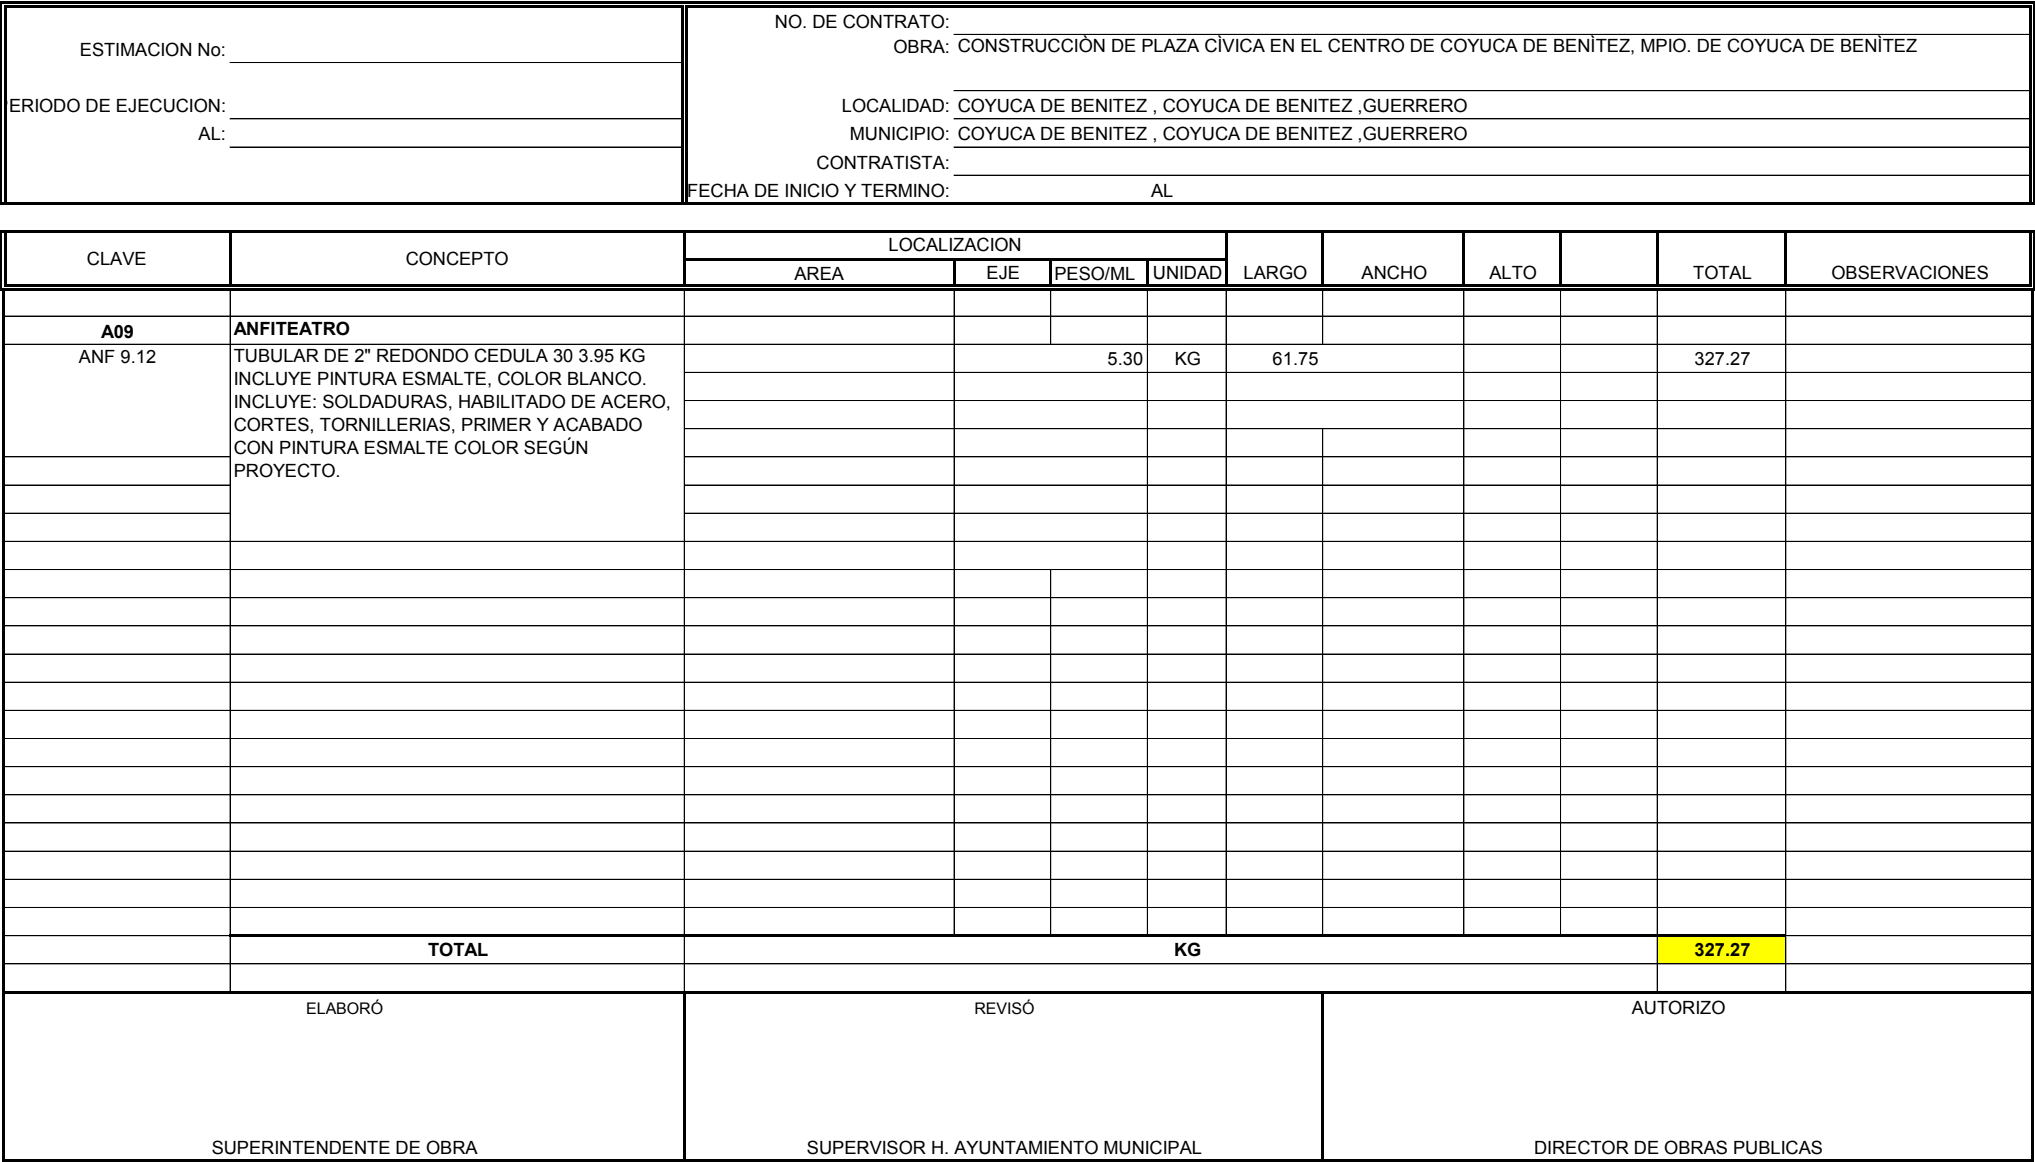 NO. DE CONTRATO:
ESTIMACION No:
OBRA: CONSTRUCCIÒN DE PLAZA CÌVICA EN EL CENTRO DE COYUCA DE BENÌTEZ, MPIO. DE COYUCA DE BENÌTEZ
ERIODO DE EJECUCION:
LOCALIDAD: COYUCA DE BENITEZ , COYUCA DE BENITEZ ,GUERRERO
AL:
MUNICIPIO: COYUCA DE BENITEZ , COYUCA DE BENITEZ ,GUERRERO
CONTRATISTA:
FECHA DE INICIO Y TERMINO: AL
CLAVE CONCEPTO LOCALIZACION
AREA EJE PESO/ML UNIDAD LARGO ANCHO ALTO TOTAL OBSERVACIONES
A09 ANFITEATRO
ANF 9.12 TUBULAR DE 2" REDONDO CEDULA 30 3.95 KG 5.30 KG 61.75 327.27
INCLUYE PINTURA ESMALTE, COLOR BLANCO.
INCLUYE: SOLDADURAS, HABILITADO DE ACERO,
CORTES, TORNILLERIAS, PRIMER Y ACABADO
CON PINTURA ESMALTE COLOR SEGÚN
PROYECTO.
TOTAL KG 327.27
ELABORÓ REVISÓ AUTORIZO
SUPERINTENDENTE DE OBRA SUPERVISOR H. AYUNTAMIENTO MUNICIPAL DIRECTOR DE OBRAS PUBLICAS